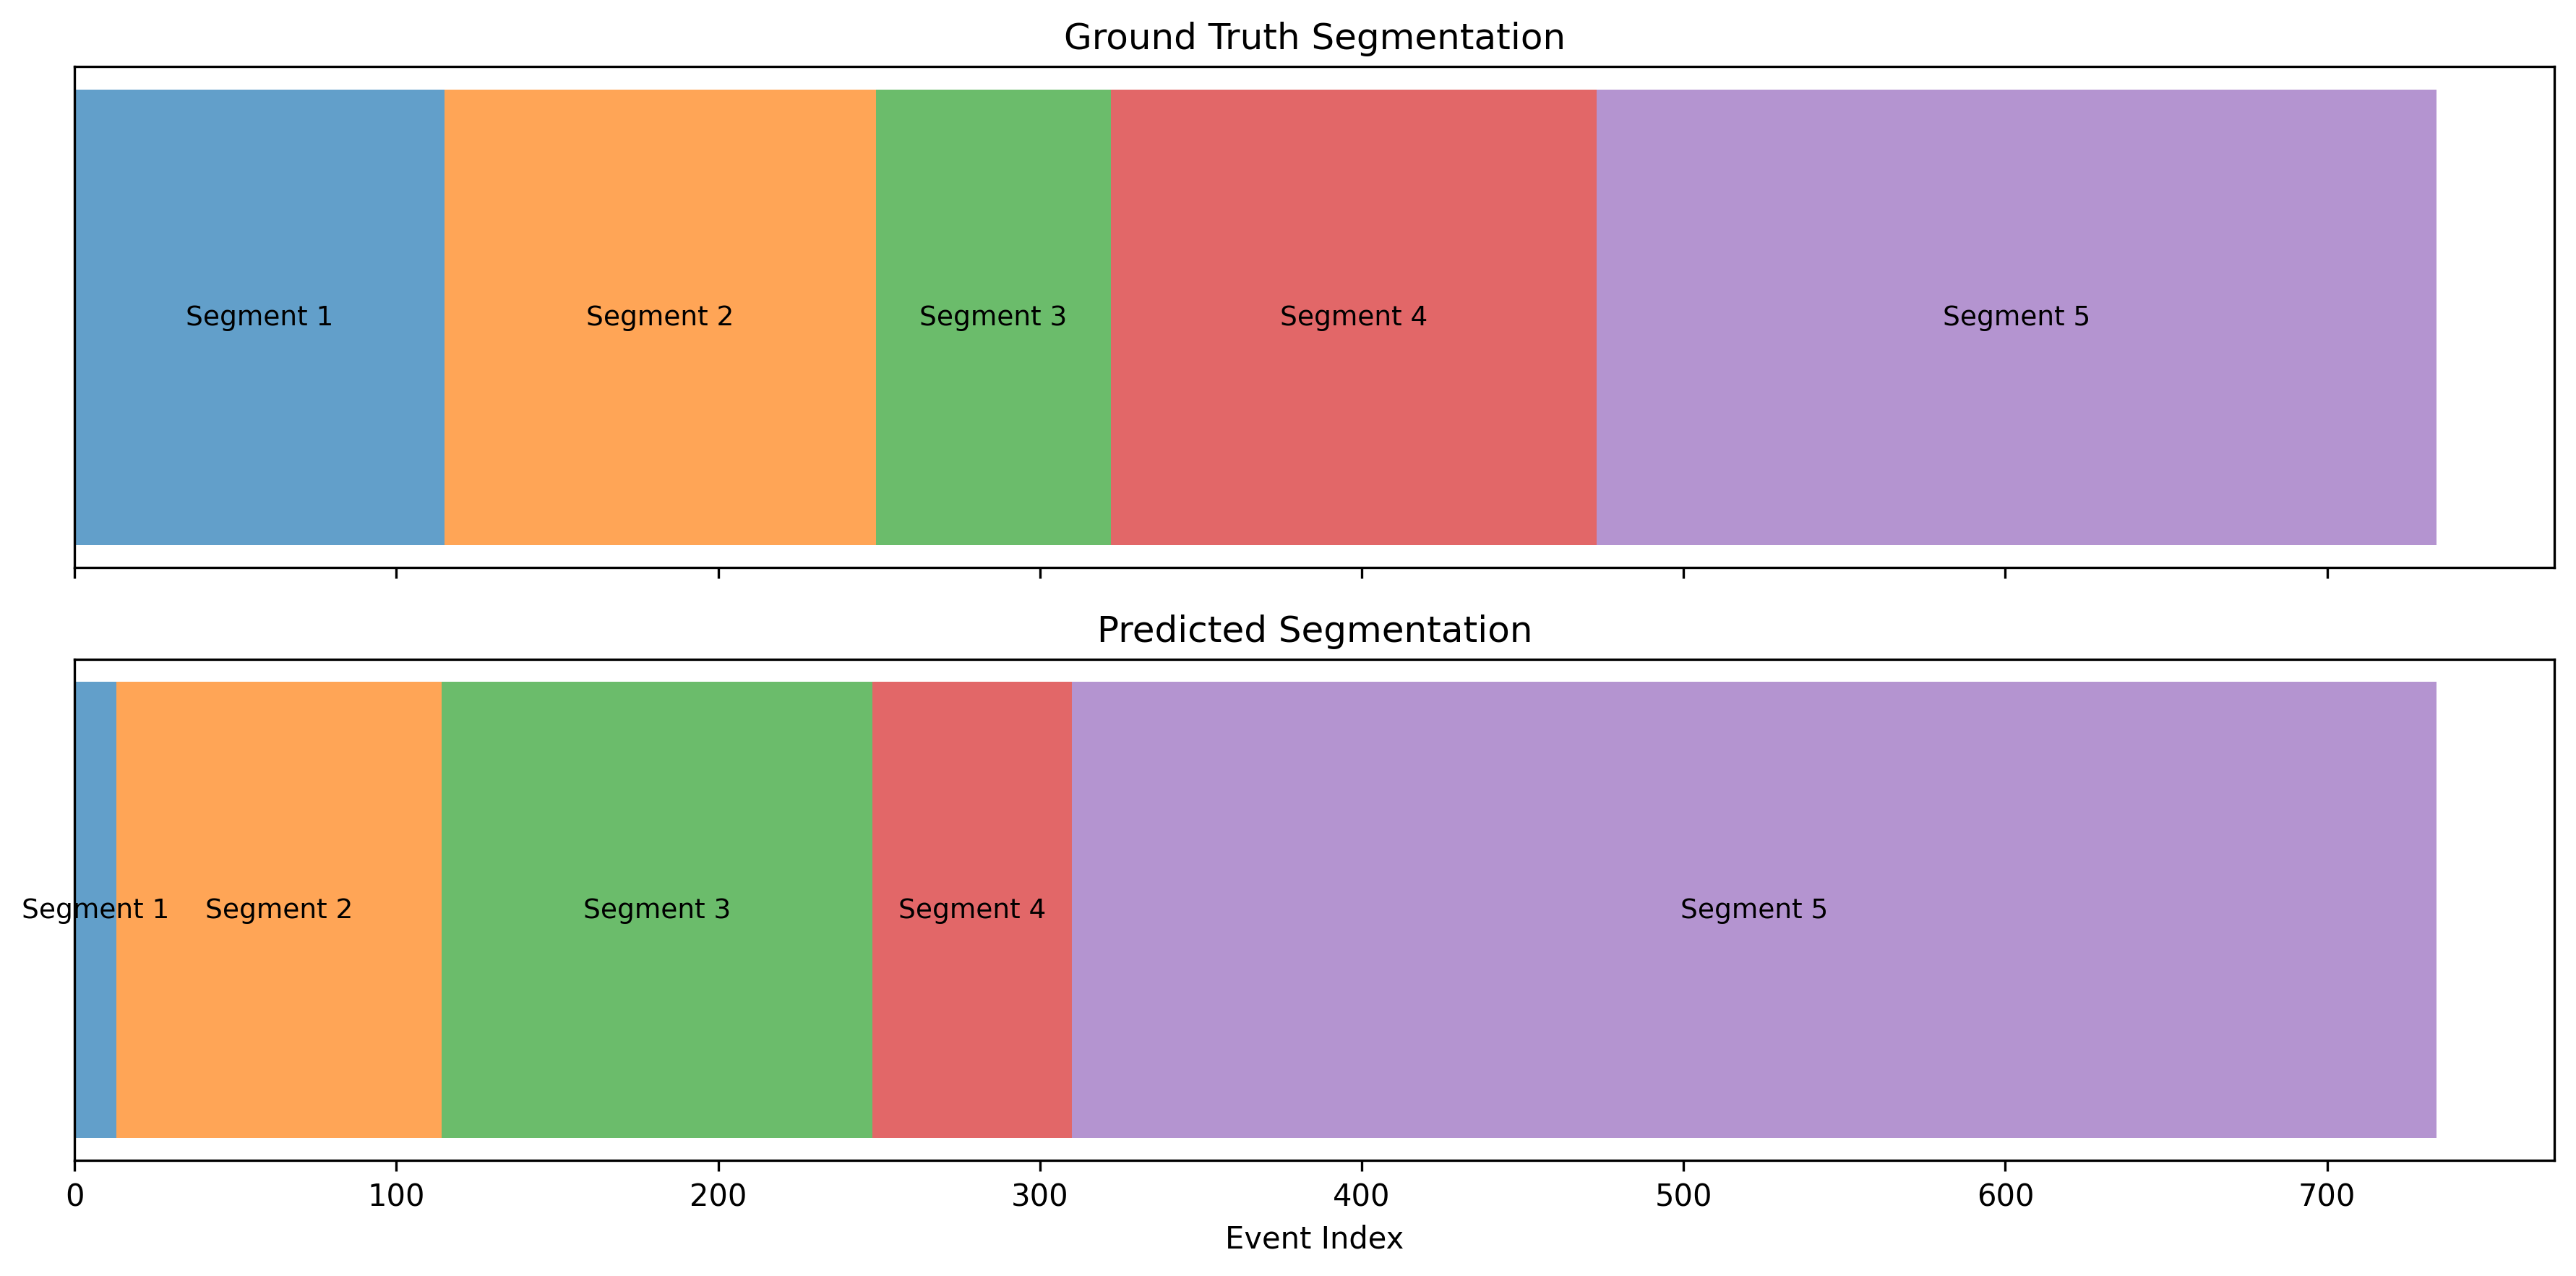 Ground Truth Segmentation
Segment 1 Segment 2 Segment 3 Segment 4 Segment 5
Predicted Segmentation
Segment 1 Segment 2 Segment 3 Segment 4 Segment 5
0 100 200 300 400 500 600 700
Event Index